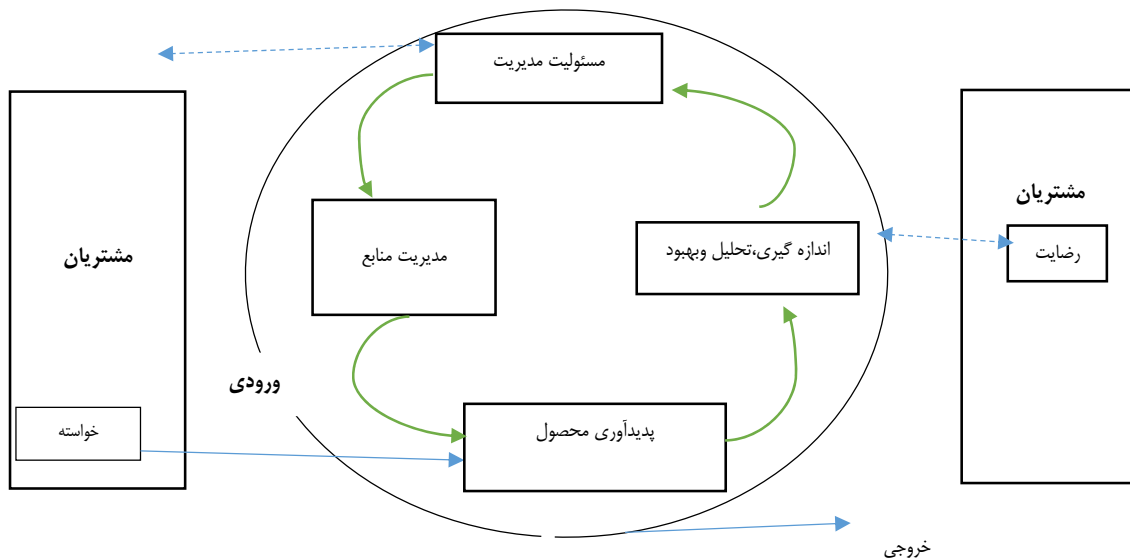 مسئولیت مدیریت
مشتریان
مشتریان
مدیریت منابع
اندازه گیری,تحلیل وبهبود
رضایت
ورودی
خواسته
پدیدآوری محصول
خروجی